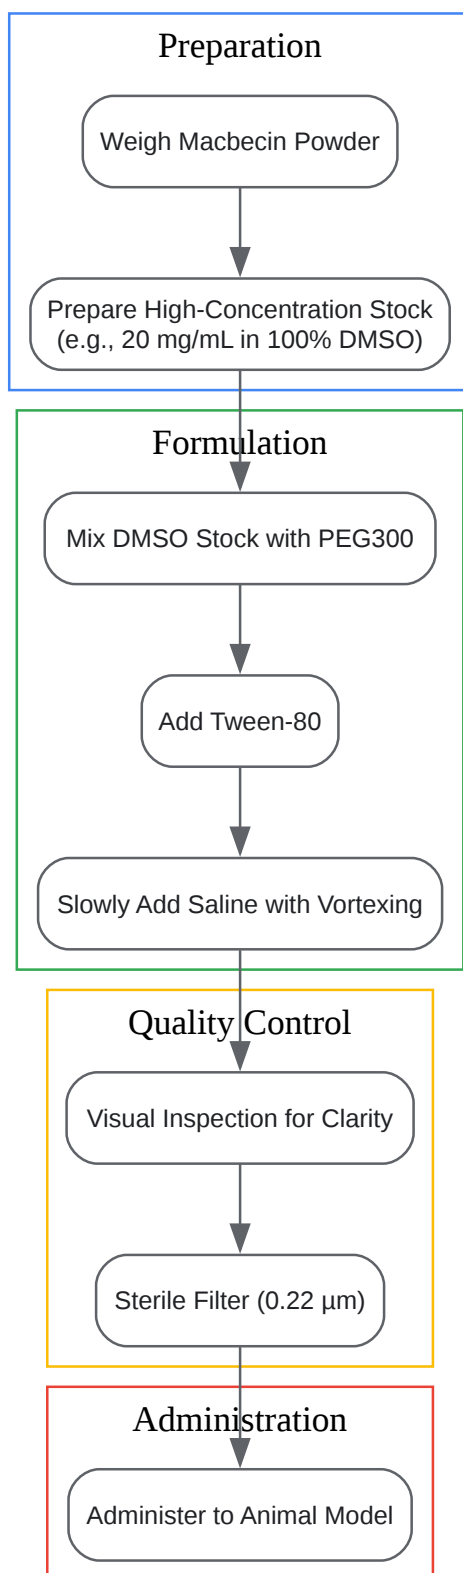 Preparation
Weigh Macbecin Powder
Prepare High-Concentration Stock
(e.g., 20 mg/mL in 100% DMSO)
Formulation
Mix DMSO Stock with PEG300
Add Tween-80
Slowly Add Saline with Vortexing
Quality Control
Visual Inspection for Clarity
Sterile Filter (0.22 µm)
Administration
Administer to Animal Model